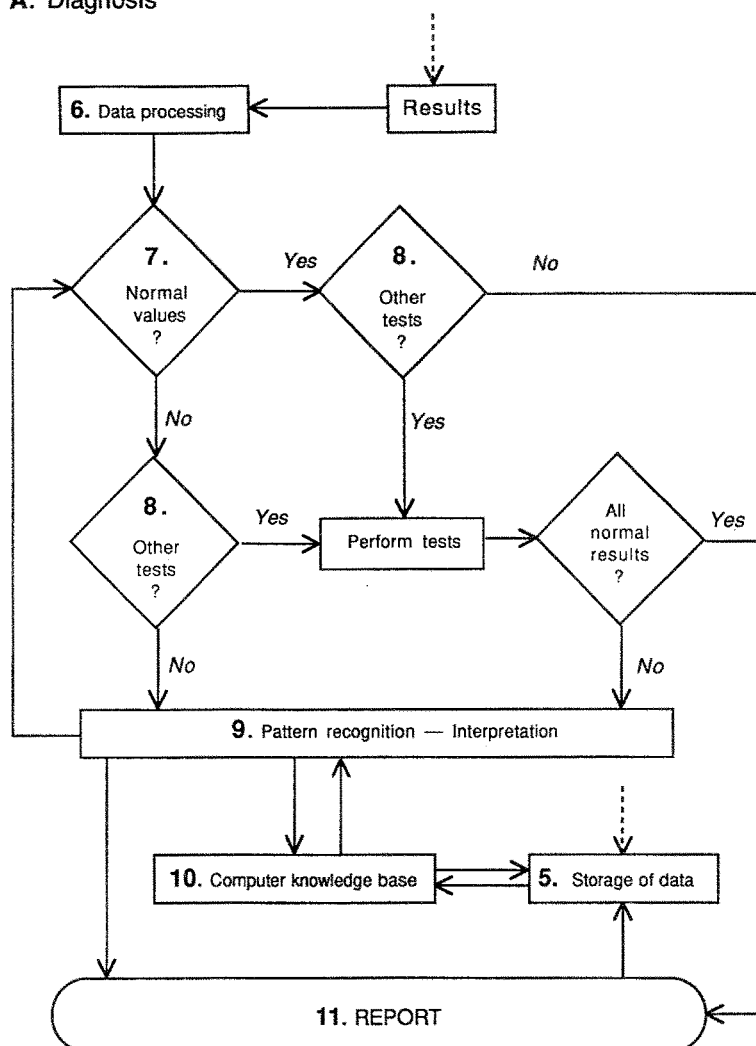 A. Diagnosis
6. Data processing
Results
7.
Normal
values
?
Yes
8.
Other
tests
?
No
No
Yes
8.
Other
tests
?
Yes
Perform tests
All
normal
results
?
Yes
No
No
9. Pattern recognition — Interpretation
10. Computer knowledge base
5. Storage of data
11. REPORT